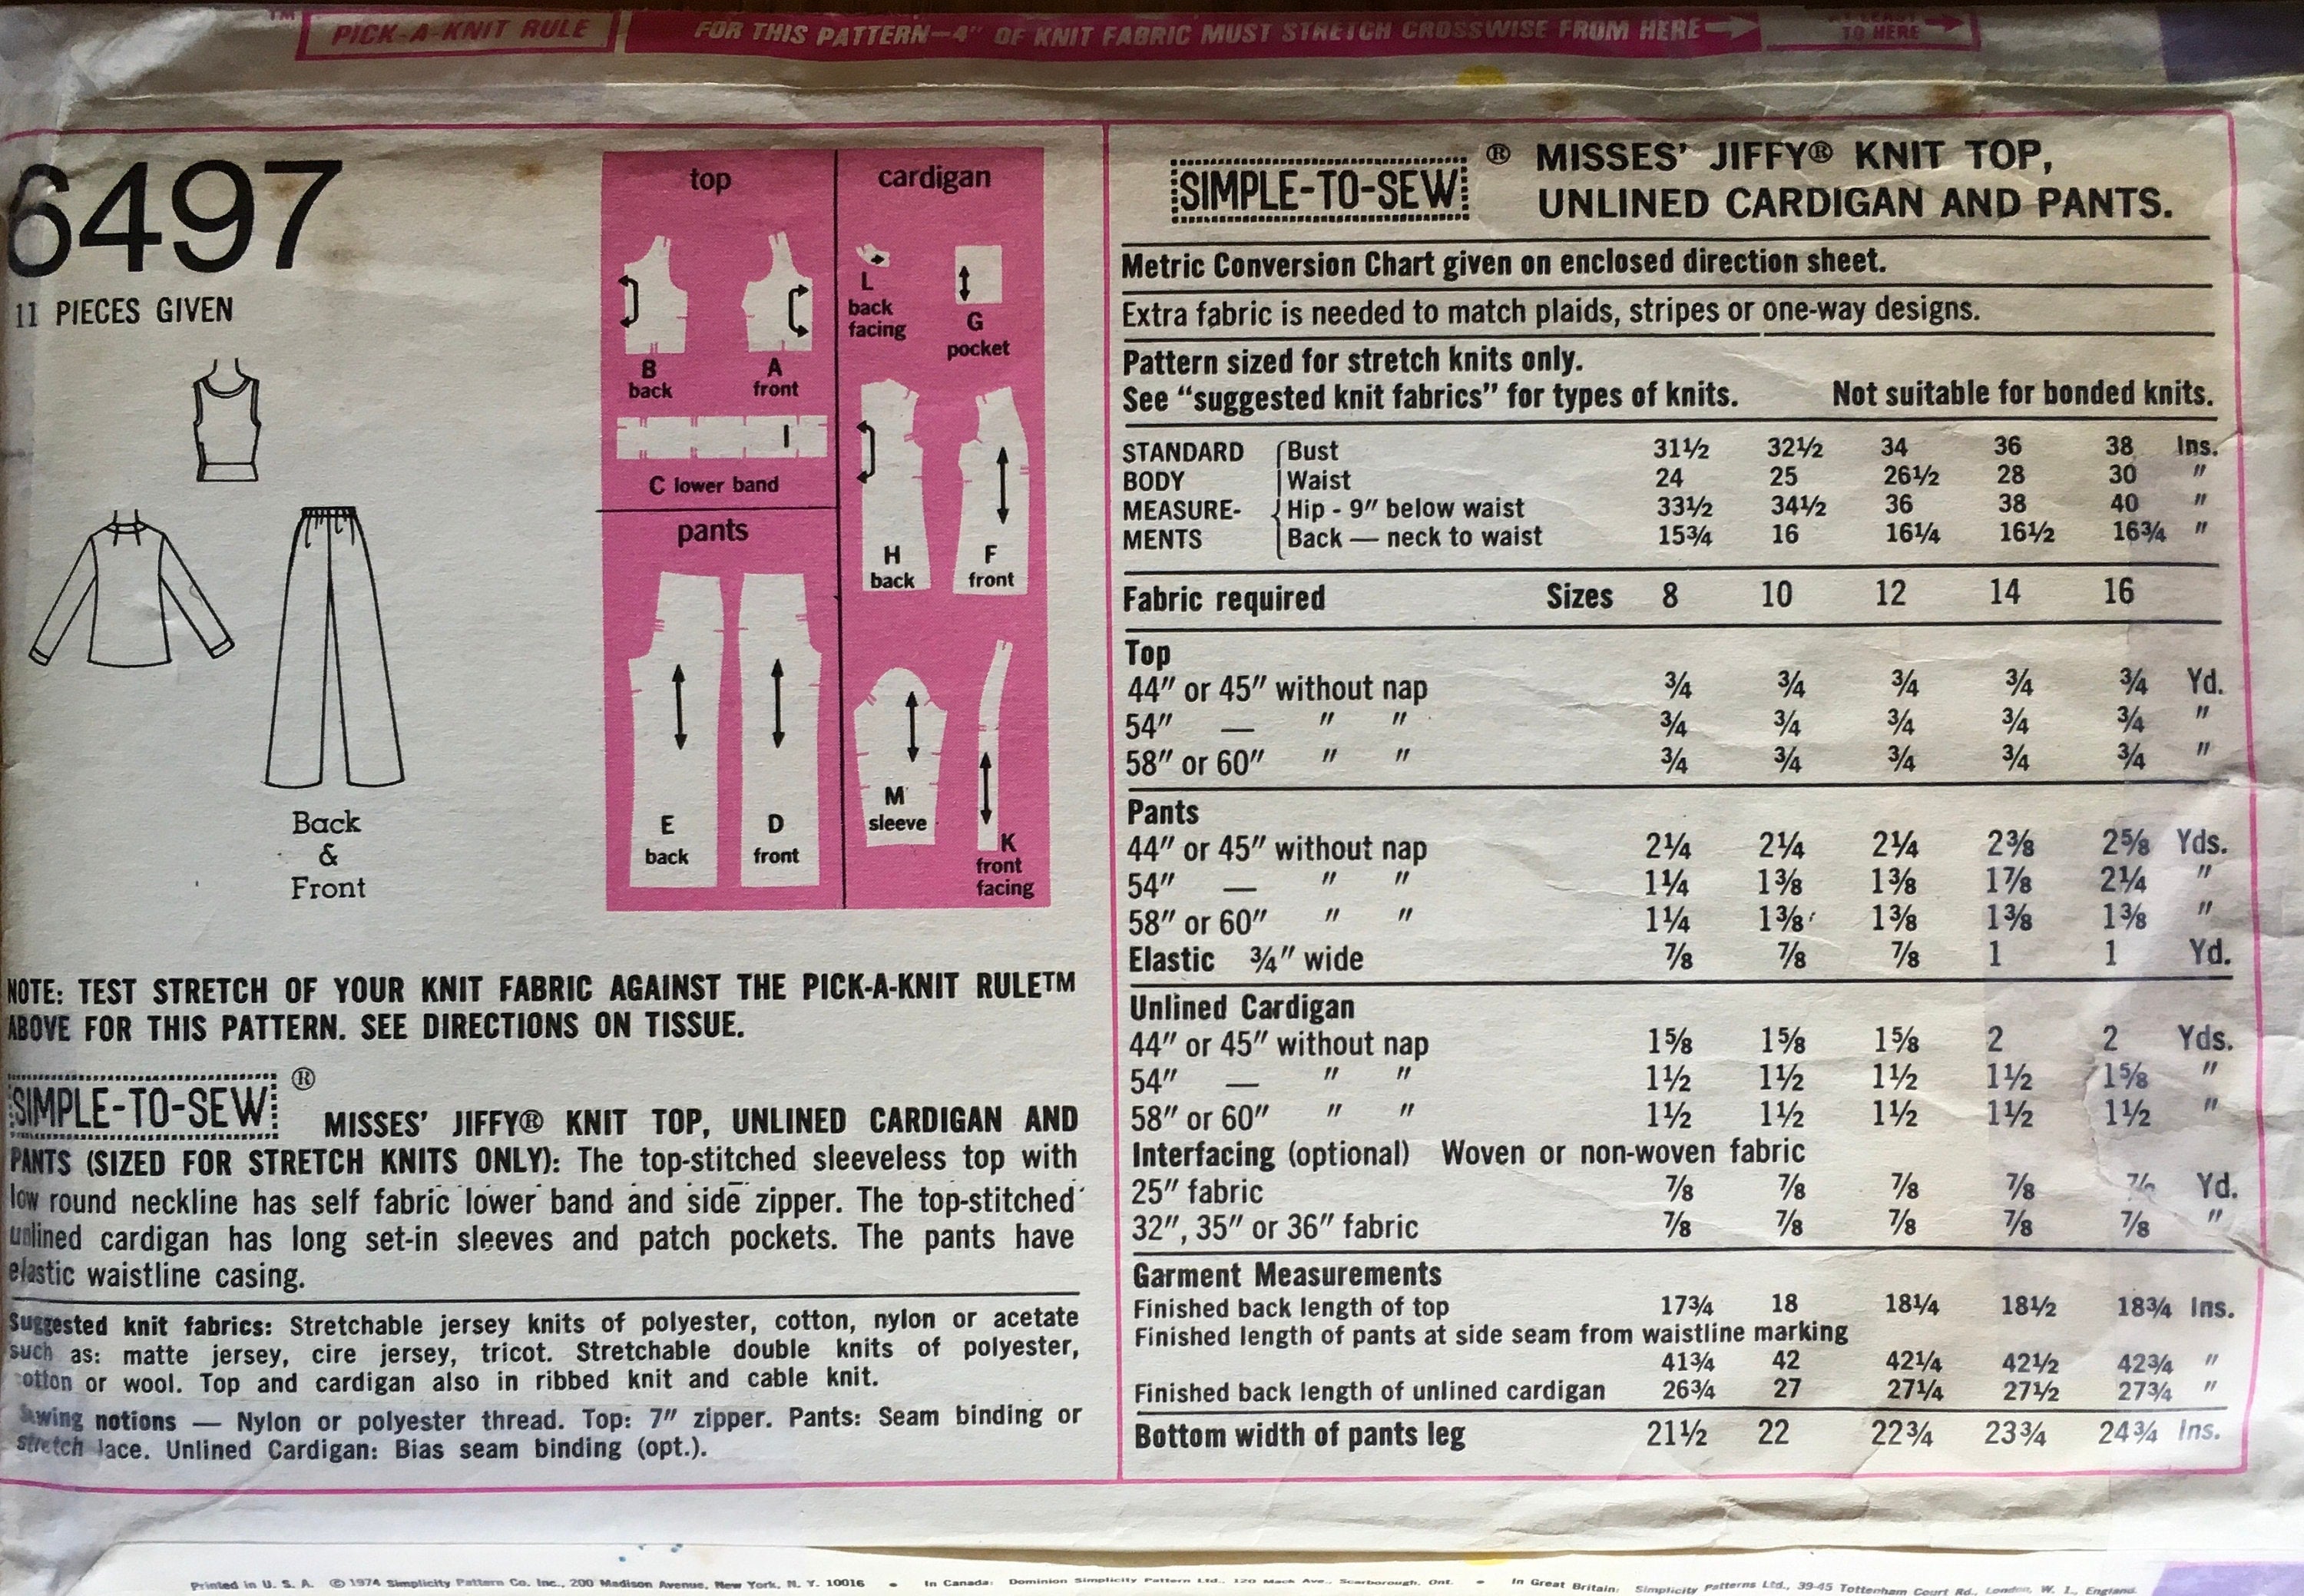 PICK-A-KNIT RULE
FOR THIS PATTERN—4" OF KNIT FABRIC MUST STRETCH CROSSWISE FROM HERE
TO HERE
6497
11 PIECES GIVEN
Back
&
Front
top
B
back
A
front
C lower band
pants
E
back
D
front
cardigan
L
back
facing
G
pocket
H
back
F
front
M
sleeve
K
front
facing
NOTE: TEST STRETCH OF YOUR KNIT FABRIC AGAINST THE PICK-A-KNIT RULE™
ABOVE FOR THIS PATTERN. SEE DIRECTIONS ON TISSUE.
SIMPLE-TO-SEW ® MISSES' JIFFY® KNIT TOP, UNLINED CARDIGAN AND
PANTS (SIZED FOR STRETCH KNITS ONLY): The top-stitched sleeveless top with
low round neckline has self fabric lower band and side zipper. The top-stitched
unlined cardigan has long set-in sleeves and patch pockets. The pants have
elastic waistline casing.
Suggested knit fabrics: Stretchable jersey knits of polyester, cotton, nylon or acetate
such as: matte jersey, cire jersey, tricot. Stretchable double knits of polyester,
cotton or wool. Top and cardigan also in ribbed knit and cable knit.
Sewing notions — Nylon or polyester thread. Top: 7" zipper. Pants: Seam binding or
stretch lace. Unlined Cardigan: Bias seam binding (opt.).
SIMPLE-TO-SEW ® MISSES' JIFFY® KNIT TOP,
UNLINED CARDIGAN AND PANTS.
Metric Conversion Chart given on enclosed direction sheet.
Extra fabric is needed to match plaids, stripes or one-way designs.
Pattern sized for stretch knits only.
See "suggested knit fabrics" for types of knits. Not suitable for bonded knits.
STANDARD Bust 31½ 32½ 34 36 38 Ins.
BODY Waist 24 25 26½ 28 30 "
MEASURE- Hip - 9" below waist 33½ 34½ 36 38 40 "
MENTS Back — neck to waist 15¾ 16 16¼ 16½ 16¾ "
Fabric required Sizes 8 10 12 14 16
Top
44" or 45" without nap ¾ ¾ ¾ ¾ ¾ Yd.
54" — " " ¾ ¾ ¾ ¾ ¾ "
58" or 60" " " ¾ ¾ ¾ ¾ ¾ "
Pants
44" or 45" without nap 2¼ 2¼ 2¼ 2⅜ 2⅝ Yds.
54" — " " 1¼ 1⅜ 1⅜ 1⅞ 2¼ "
58" or 60" " " 1¼ 1⅜ 1⅜ 1⅜ 1⅜ "
Elastic ¾" wide ⅞ ⅞ ⅞ 1 1 Yd.
Unlined Cardigan
44" or 45" without nap 1⅝ 1⅝ 1⅝ 2 2 Yds.
54" — " " 1½ 1½ 1½ 1½ 1⅝ "
58" or 60" " " 1½ 1½ 1½ 1½ 1½ "
Interfacing (optional) Woven or non-woven fabric
25" fabric ⅞ ⅞ ⅞ ⅞ ⅞ Yd.
32", 35" or 36" fabric ⅞ ⅞ ⅞ ⅞ ⅞ "
Garment Measurements
Finished back length of top 17¾ 18 18¼ 18½ 18¾ Ins.
Finished length of pants at side seam from waistline marking
41¾ 42 42¼ 42½ 42¾ "
Finished back length of unlined cardigan 26¾ 27 27¼ 27½ 27¾ "
Bottom width of pants leg 21½ 22 22¾ 23¾ 24¾ Ins.
Printed in U. S. A. © 1974 Simplicity Pattern Co. Inc., 200 Madison Avenue, New York, N. Y. 10016 • In Canada: Dominion Simplicity Pattern Ltd., 120 Mack Ave., Scarborough, Ont. • In Great Britain: Simplicity Patterns Ltd., 39-45 Tottenham Court Rd., London, W. 1., England.